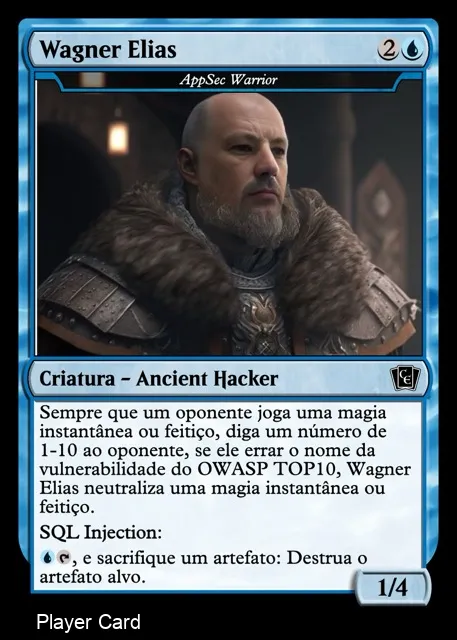 Wagner Elias 2
AppSec Warrior
Criatura – Ancient Hacker CE
Sempre que um oponente joga uma magia
instantânea ou feitiço, diga um número de
1-10 ao oponente, se ele errar o nome da
vulnerabilidade do OWASP TOP10, Wagner
Elias neutraliza uma magia instantânea ou
feitiço.
SQL Injection:
, e sacrifique um artefato: Destrua o
artefato alvo.
1/4
Player Card